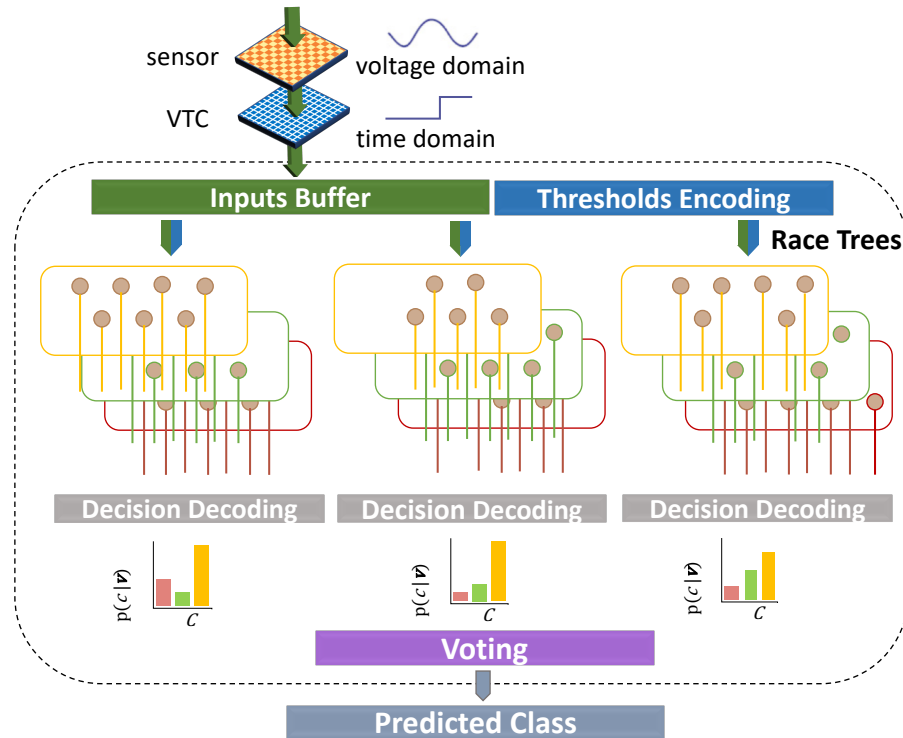 sensor
voltage domain
VTC
time domain
Inputs Buffer
Thresholds Encoding
Race Trees
Decision Decoding
Decision Decoding
Decision Decoding
p(c|v)
C
p(c|v)
C
p(c|v)
C
Voting
Predicted Class